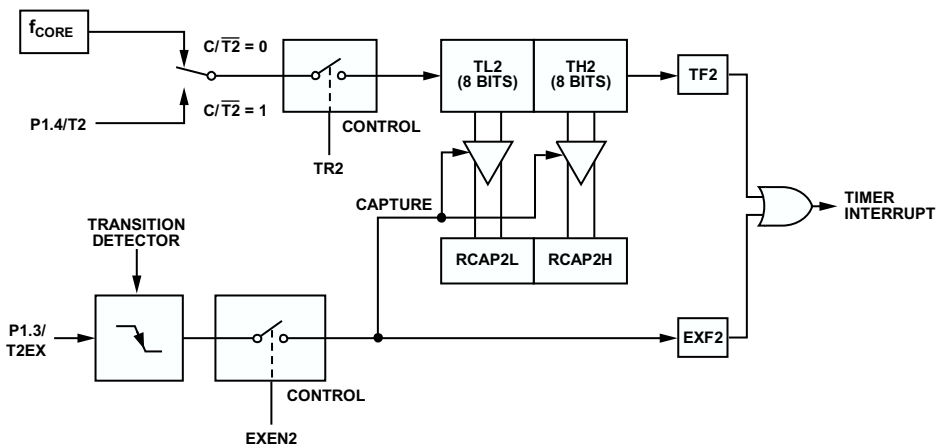 fCORE
C/T2 = 0
C/T2 = 1
P1.4/T2
CONTROL
TR2
TL2
(8 BITS)
TH2
(8 BITS)
TF2
CAPTURE
RCAP2L
RCAP2H
TIMER
INTERRUPT
TRANSITION
DETECTOR
P1.3/
T2EX
CONTROL
EXEN2
EXF2